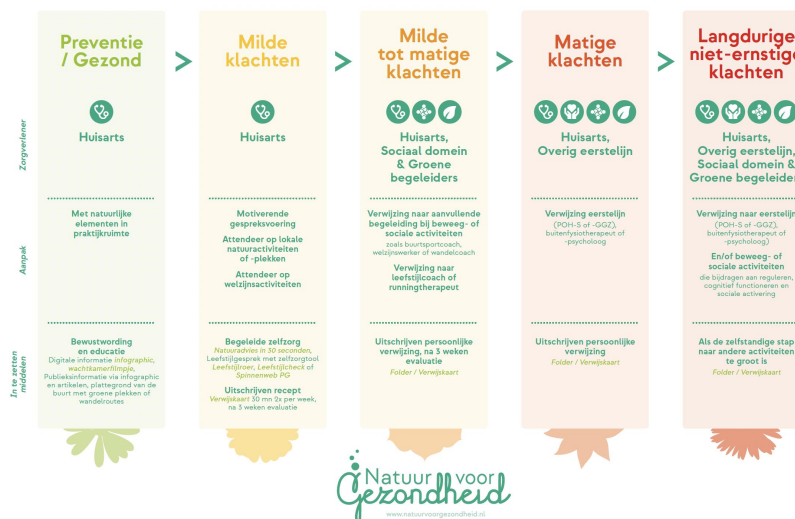 Preventie
/ Gezond
>
Milde
klachten
>
Milde
tot matige
klachten
>
Matige
klachten
>
Langdurige
niet-ernstige
klachten
Zorgverlener
Huisarts
Huisarts
Huisarts,
Sociaal domein
& Groene
begeleiders
Huisarts,
Overig eerstelijn
Huisarts,
Overig eerstelijn,
Sociaal domein &
Groene begeleiders
Aanpak
Met natuurlijke
elementen in
praktijkruimte
Motiverende
gespreksvoering
Attendeer op lokale
natuuractiviteiten
of -plekken
Attendeer op
welzijnsactiviteiten
Verwijzing naar aanvullende
begeleiding bij beweeg- of
sociale activiteiten
zoals buurtsportcoach,
welzijnswerker of wandelcoach
Verwijzing naar
leefstijlcoach of
runningtherapeut
Verwijzing eerstelijn
(POH-S of -GGZ),
buitenfysiotherapeut of
-psycholoog
Verwijzing naar eerstelijn
(POH-S of -GGZ),
buitenfysiotherapeut of
-psycholoog)
En/of beweeg- of
sociale activiteiten
die bijdragen aan reguleren,
cognitief functioneren en
sociale activering
In te zetten
middelen
Bewustwording
en educatie
Digitale informatie infographic,
wachtkamerfilmpje,
Publieksinformatie via infographic
en artikelen, plattegrond van de
buurt met groene plekken of
wandelroutes
Begeleide zelfzorg
Natuuradvies in 30 seconden,
Leefstijlgesprek met zelfzorgtool
Leefstijlroer, Leefstijlcheck of
Spinnenweb PG
Uitschrijven recept
Verwijskaart 30 mn 2x per week,
na 3 weken evaluatie
Uitschrijven persoonlijke
verwijzing, na 3 weken
evaluatie
Folder / Verwijskaart
Uitschrijven persoonlijke
verwijzing
Folder / Verwijskaart
Als de zelfstandige stap
naar andere activiteiten
te groot is
Folder / Verwijskaart
Natuur voor
Gezondheid
www.natuurvoorgezondheid.nl